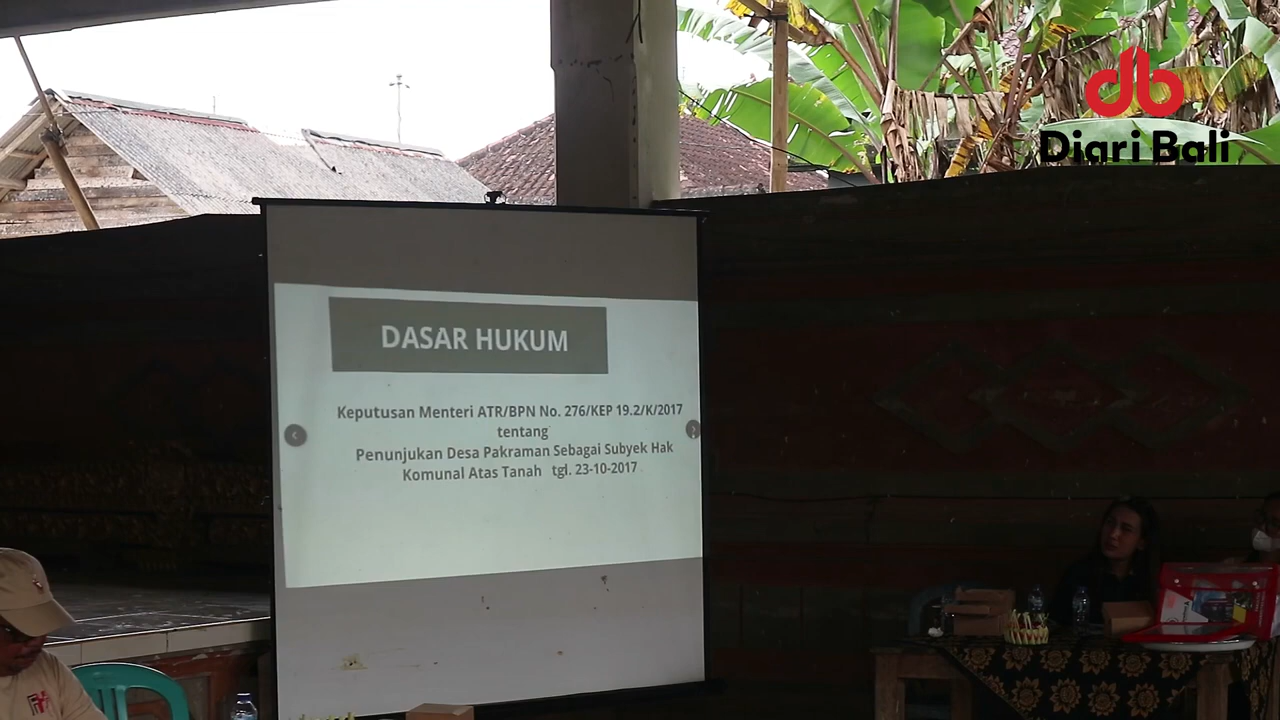 Diari Bali
DASAR HUKUM
Keputusan Menteri ATR/BPN No. 276/KEP 19.2/K/2017
tentang
Penunjukan Desa Pakraman Sebagai Subyek Hak
Komunal Atas Tanah tgl. 23-10-2017